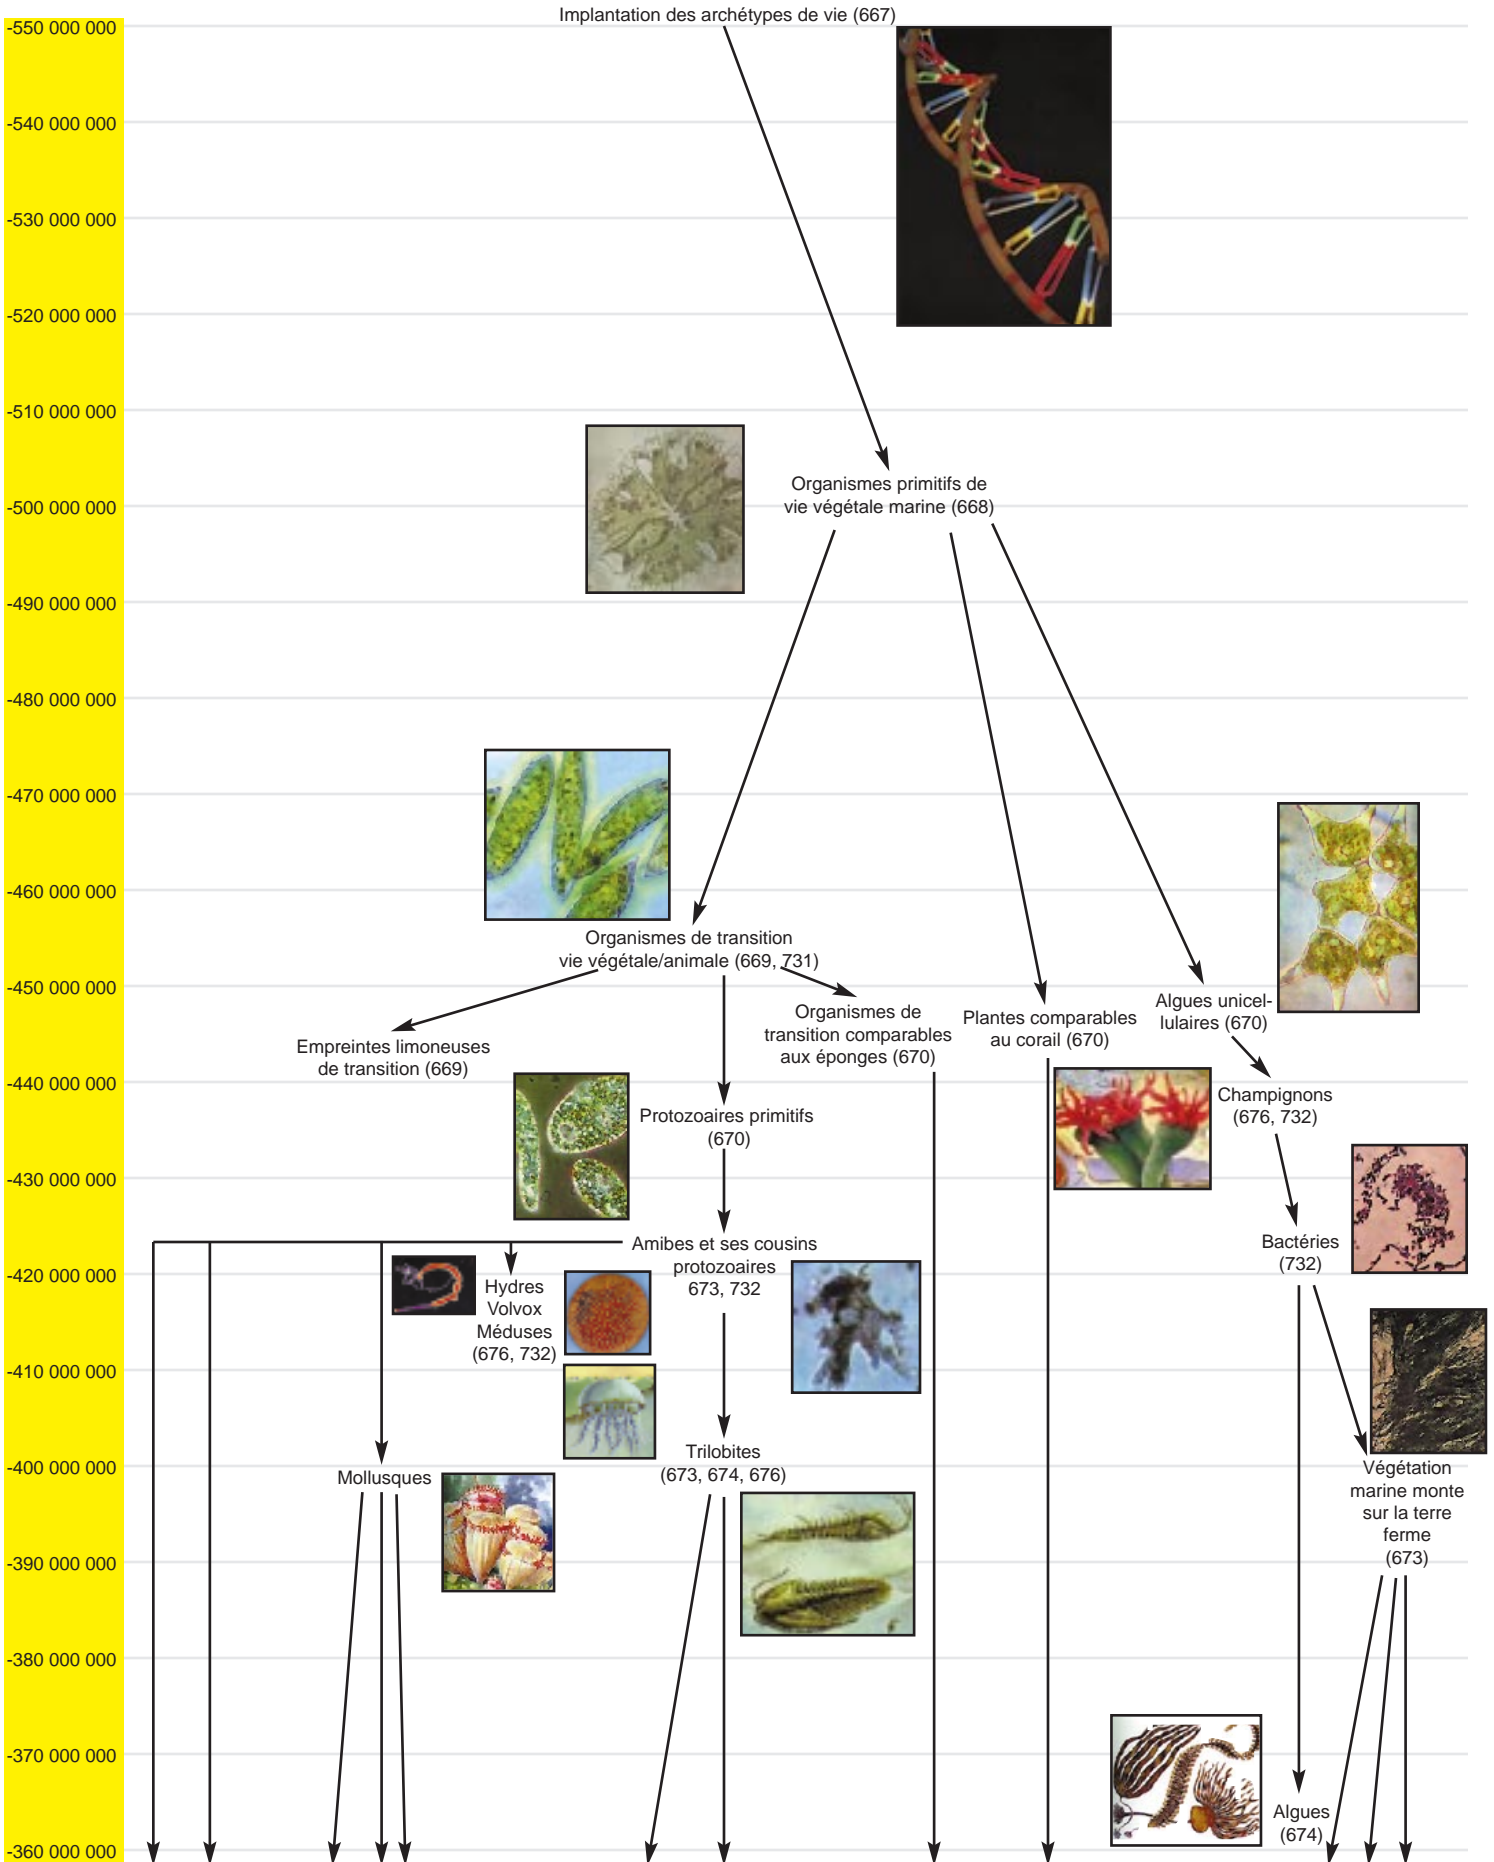 Implantation des archétypes de vie (667)
-550 000 000
-540 000 000
-530 000 000
-520 000 000
-510 000 000
Organismes primitifs de
vie végétale marine (668)
-500 000 000
-490 000 000
-480 000 000
-470 000 000
-460 000 000
Organismes de transition
vie végétale/animale (669, 731)
-450 000 000
Empreintes limoneuses
de transition (669)
Organismes de
transition comparables
aux éponges (670)
Plantes comparables
au corail (670)
Algues unicel-
lulaires (670)
-440 000 000
Protozoaires primitifs
(670)
Champignons
(676, 732)
-430 000 000
Amibes et ses cousins
protozoaires
673, 732
Bactéries
(732)
-420 000 000
Hydres
Volvox
Méduses
(676, 732)
-410 000 000
Trilobites
(673, 674, 676)
-400 000 000
Mollusques
Végétation
marine monte
sur la terre
ferme
(673)
-390 000 000
-380 000 000
-370 000 000
Algues
(674)
-360 000 000